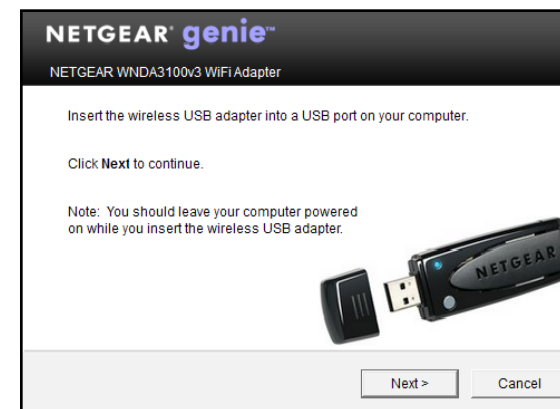 NETGEAR® genie™
NETGEAR WNDA3100v3 WiFi Adapter
Insert the wireless USB adapter into a USB port on your computer.
Click Next to continue.
Note: You should leave your computer powered
on while you insert the wireless USB adapter.
NETGEAR
Next >
Cancel